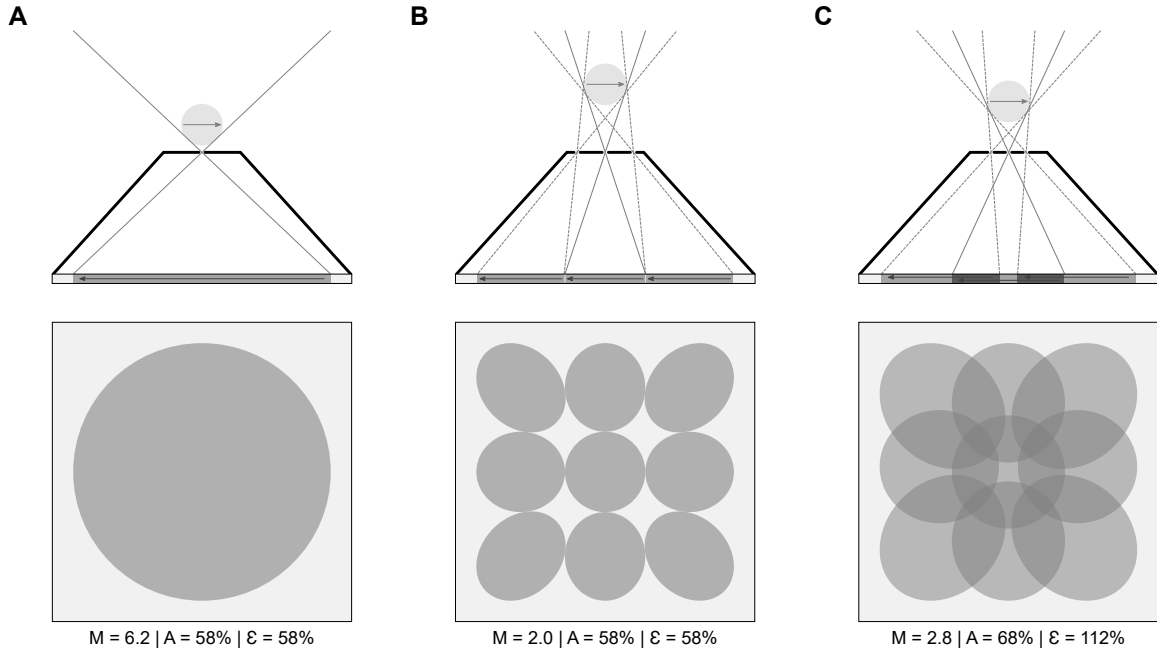 A
B
C
M = 6.2 | A = 58% | Ɛ = 58%
M = 2.0 | A = 58% | Ɛ = 58%
M = 2.8 | A = 68% | Ɛ = 112%